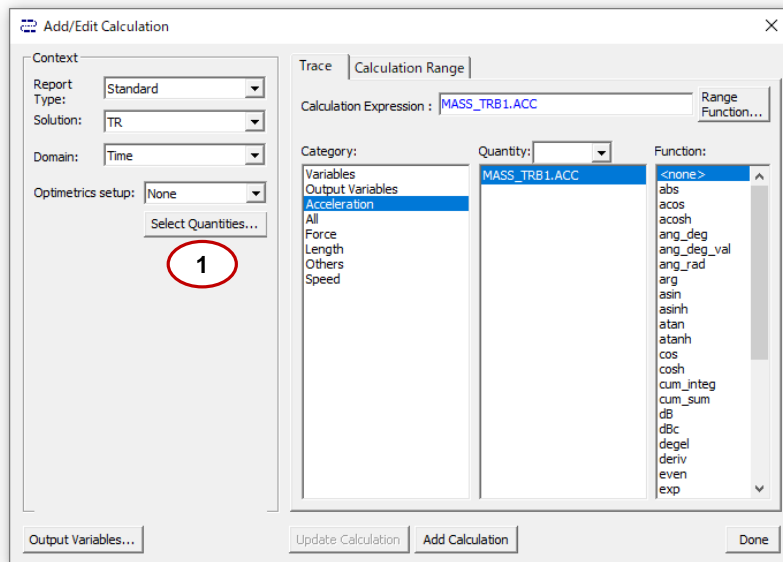 Add/Edit Calculation
Context
Report Type:
Standard
Solution:
TR
Domain:
Time
Optimetrics setup:
None
Select Quantities...
1
Trace
Calculation Range
Calculation Expression :
MASS_TRB1.ACC
Range Function...
Category:
Variables
Output Variables
Acceleration
All
Force
Length
Others
Speed
Quantity:
MASS_TRB1.ACC
Function:
<none>
abs
acos
acosh
ang_deg
ang_deg_val
ang_rad
arg
asin
asinh
atan
atanh
cos
cosh
cum_integ
cum_sum
dB
dBc
degel
deriv
even
exp
Output Variables...
Update Calculation
Add Calculation
Done